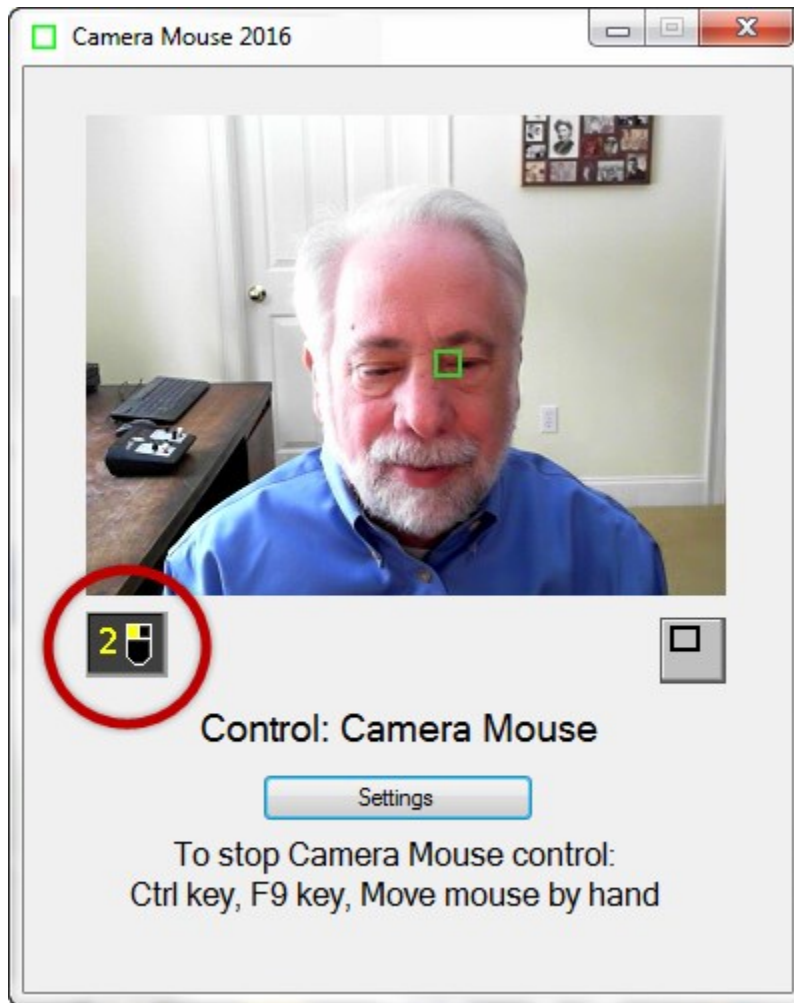 Camera Mouse 2016
2
Control: Camera Mouse
Settings
To stop Camera Mouse control:
Ctrl key, F9 key, Move mouse by hand